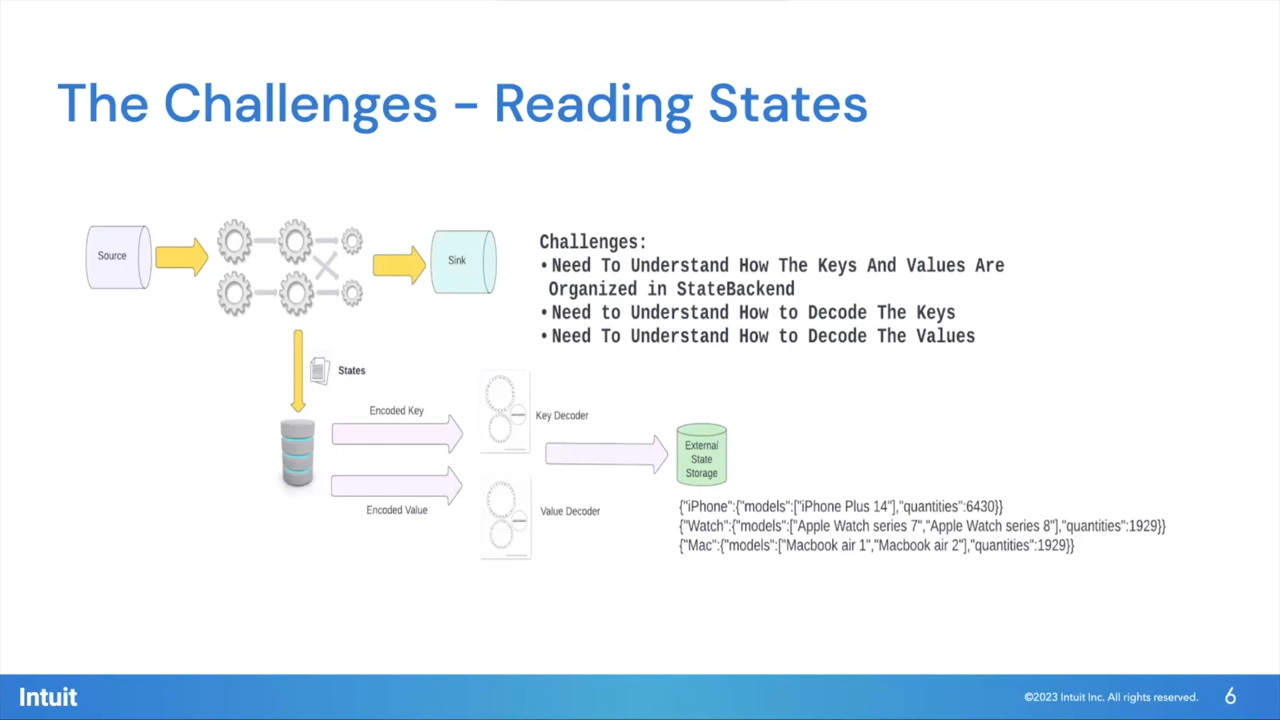 The Challenges – Reading States
Source
Sink
Challenges:
•Need To Understand How The Keys And Values Are
Organized in StateBackend
•Need to Understand How to Decode The Keys
•Need To Understand How to Decode The Values
States
Encoded Key
Key Decoder
External
State
Storage
Encoded Value
Value Decoder
{"iPhone":{"models":["iPhone Plus 14"],"quantities":6430}}
{"Watch":{"models":["Apple Watch series 7","Apple Watch series 8"],"quantities":1929}}
{"Mac":{"models":["Macbook air 1","Macbook air 2"],"quantities":1929}}
Intuit
©2023 Intuit Inc. All rights reserved.
6